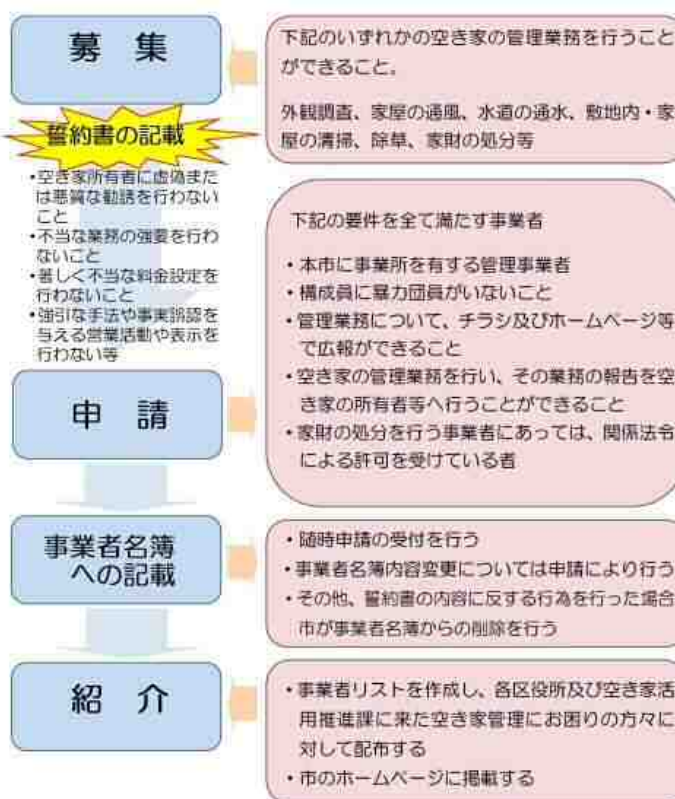 募　集
下記のいずれかの空き家の管理業務を行うこと
ができること。
外観調査、家屋の通風、水道の通水、敷地内・家
屋の清掃、除草、家財の処分等
誓約書の記載
・空き家所有者に虚偽また
は悪質な勧誘を行わない
こと
・不当な業務の強要を行わ
ないこと
・著しく不当な料金設定を
行わないこと
・強引な手法や事実誤認を
与える営業活動や表示を
行わない等
申　請
下記の要件を全て満たす事業者
・本市に事業所を有する管理事業者
・構成員に暴力団員がいないこと
・管理業務について、チラシ及びホームページ等
で広報ができること
・空き家の管理業務を行い、その業務の報告を空
き家の所有者等へ行うことができること
・家財の処分を行う事業者にあっては、関係法令
による許可を受けている者
事業者名簿
への記載
・随時申請の受付を行う
・事業者名簿内容変更については申請により行う
・その他、誓約書の内容に反する行為を行った場合
市が事業者名簿からの削除を行う
紹　介
・事業者リストを作成し、各区役所及び空き家活
用推進課に来た空き家管理にお困りの方々に
対して配布する
・市のホームページに掲載する